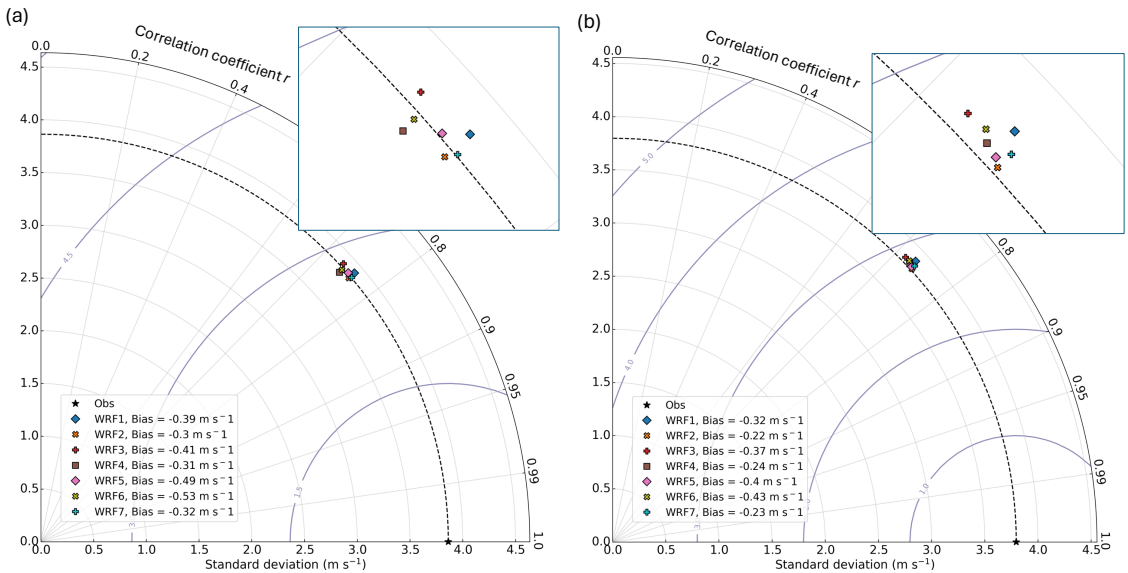 (a)
Correlation coefficient r
0.0
0.2
0.4
0.8
0.9
0.95
0.99
1.0
4.5
4.0
3.5
3.0
2.5
2.0
1.5
1.0
0.5
0.0
4.5
1.5
3.
Obs
WRF1, Bias = -0.39 m s⁻¹
WRF2, Bias = -0.3 m s⁻¹
WRF3, Bias = -0.41 m s⁻¹
WRF4, Bias = -0.31 m s⁻¹
WRF5, Bias = -0.49 m s⁻¹
WRF6, Bias = -0.53 m s⁻¹
WRF7, Bias = -0.32 m s⁻¹
0.0 0.5 1.0 1.5 2.0 2.5 3.0 3.5 4.0 4.5
Standard deviation (m s⁻¹)
(b)
Correlation coefficient r
0.0
0.2
0.4
0.8
0.9
0.95
0.99
1.0
4.5
4.0
3.5
3.0
2.5
2.0
1.5
1.0
0.5
0.0
5.0
4.0
1.0
Obs
WRF1, Bias = -0.32 m s⁻¹
WRF2, Bias = -0.22 m s⁻¹
WRF3, Bias = -0.37 m s⁻¹
WRF4, Bias = -0.24 m s⁻¹
WRF5, Bias = -0.4 m s⁻¹
WRF6, Bias = -0.43 m s⁻¹
WRF7, Bias = -0.23 m s⁻¹
0.0 0.5 1.0 1.5 2.0 2.5 3.0 3.5 4.0 4.5
Standard deviation (m s⁻¹)